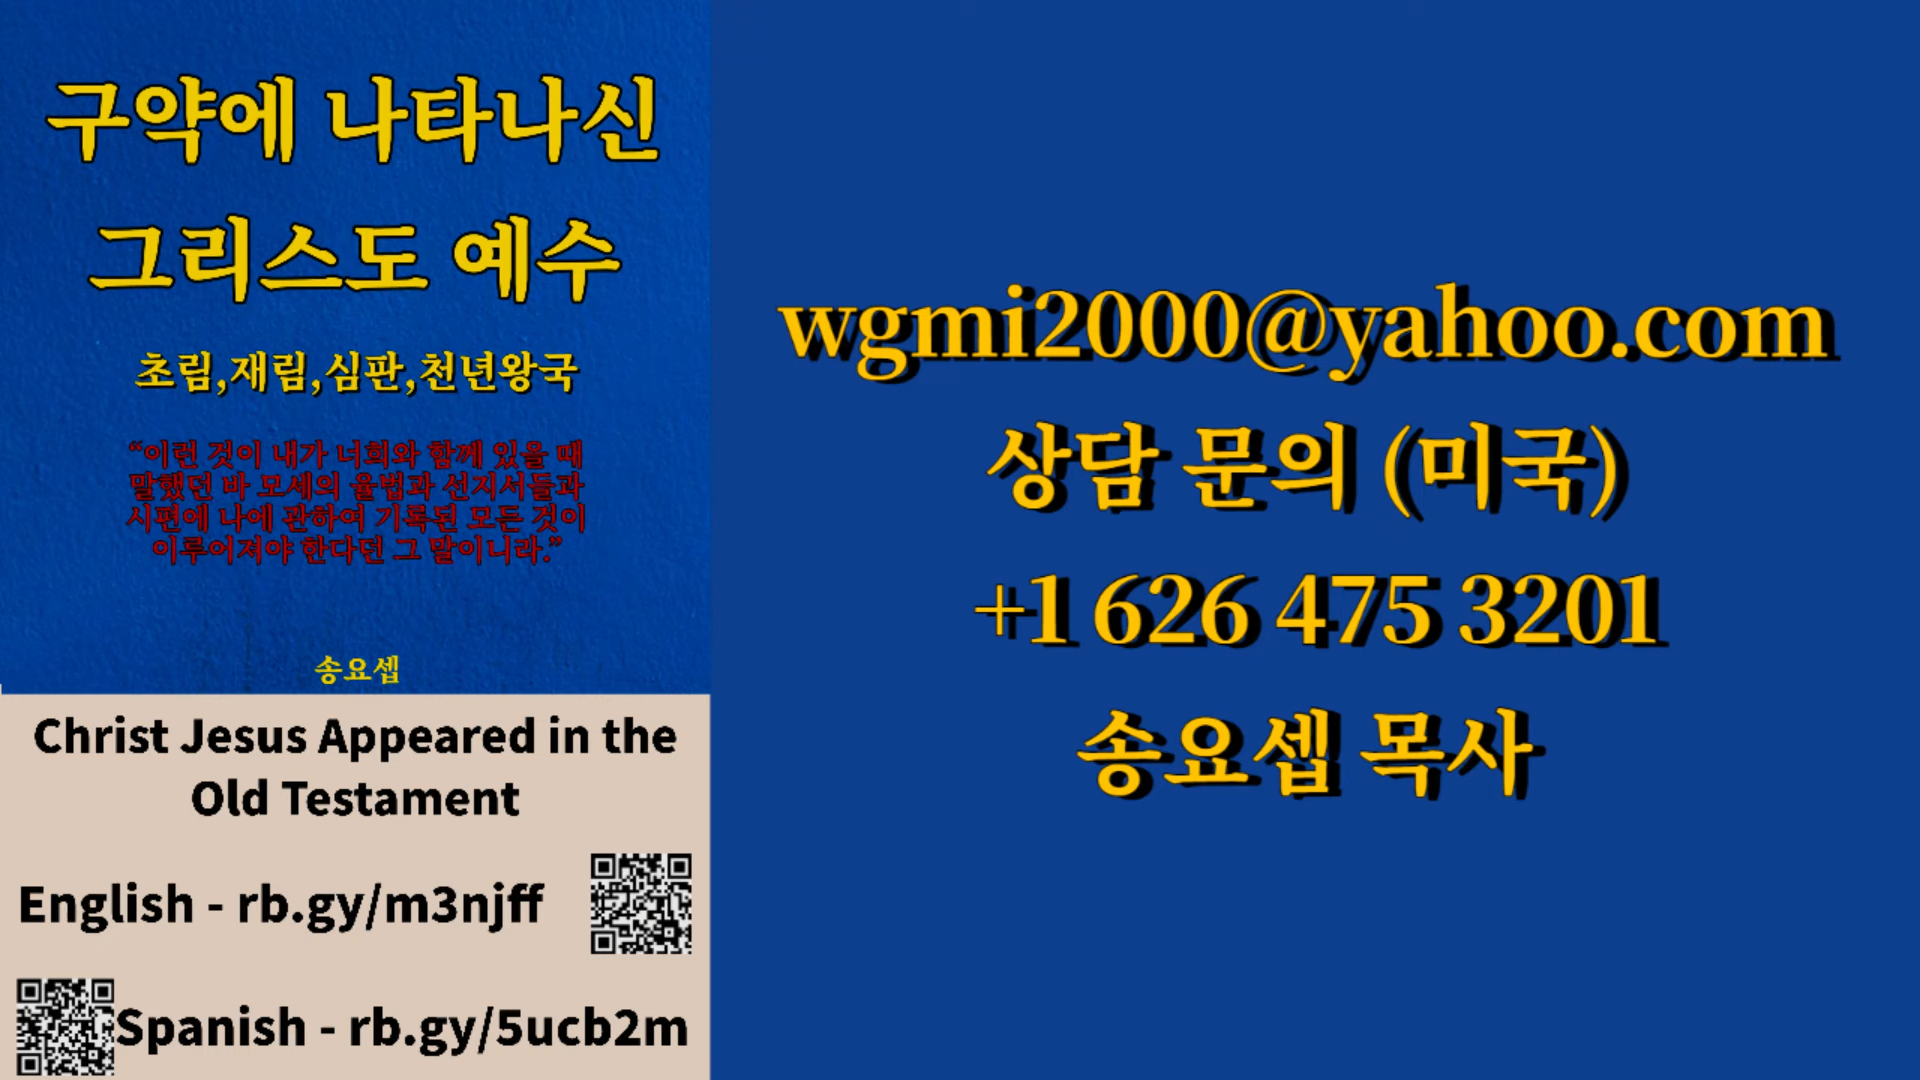 구약에 나타나신
그리스도 예수
초림,재림,심판,천년왕국
“이런 것이 내가 너희와 함께 있을 때
말했던 바 모세의 율법과 선지서들과
시편에 나에 관하여 기록된 모든 것이
이루어져야 한다던 그 말이니라.”
송요셉
Christ Jesus Appeared in the
Old Testament
English - rb.gy/m3njff
Spanish - rb.gy/5ucb2m
wgmi2000@yahoo.com
상담 문의 (미국)
+1 626 475 3201
송요셉 목사